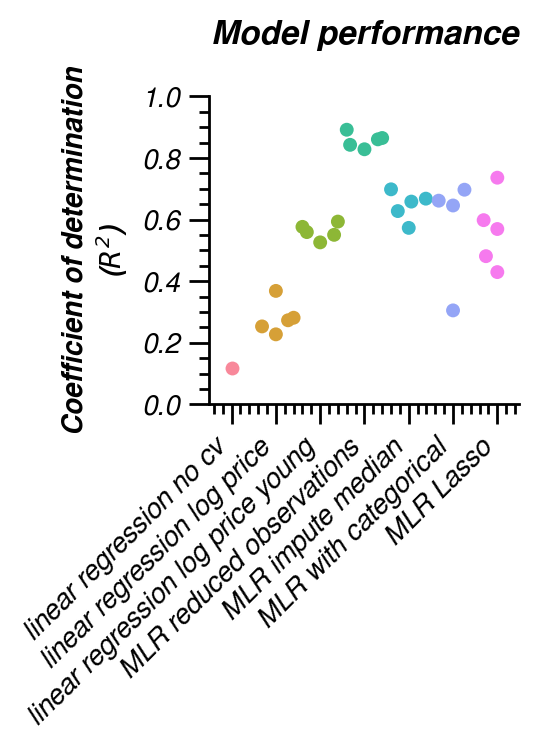 Model performance
Coefficient of determination
(R²)
1.0
0.8
0.6
0.4
0.2
0.0
linear regression no cv
linear regression log price
linear regression log price young
MLR reduced observations
MLR impute median
MLR with categorical
MLR Lasso